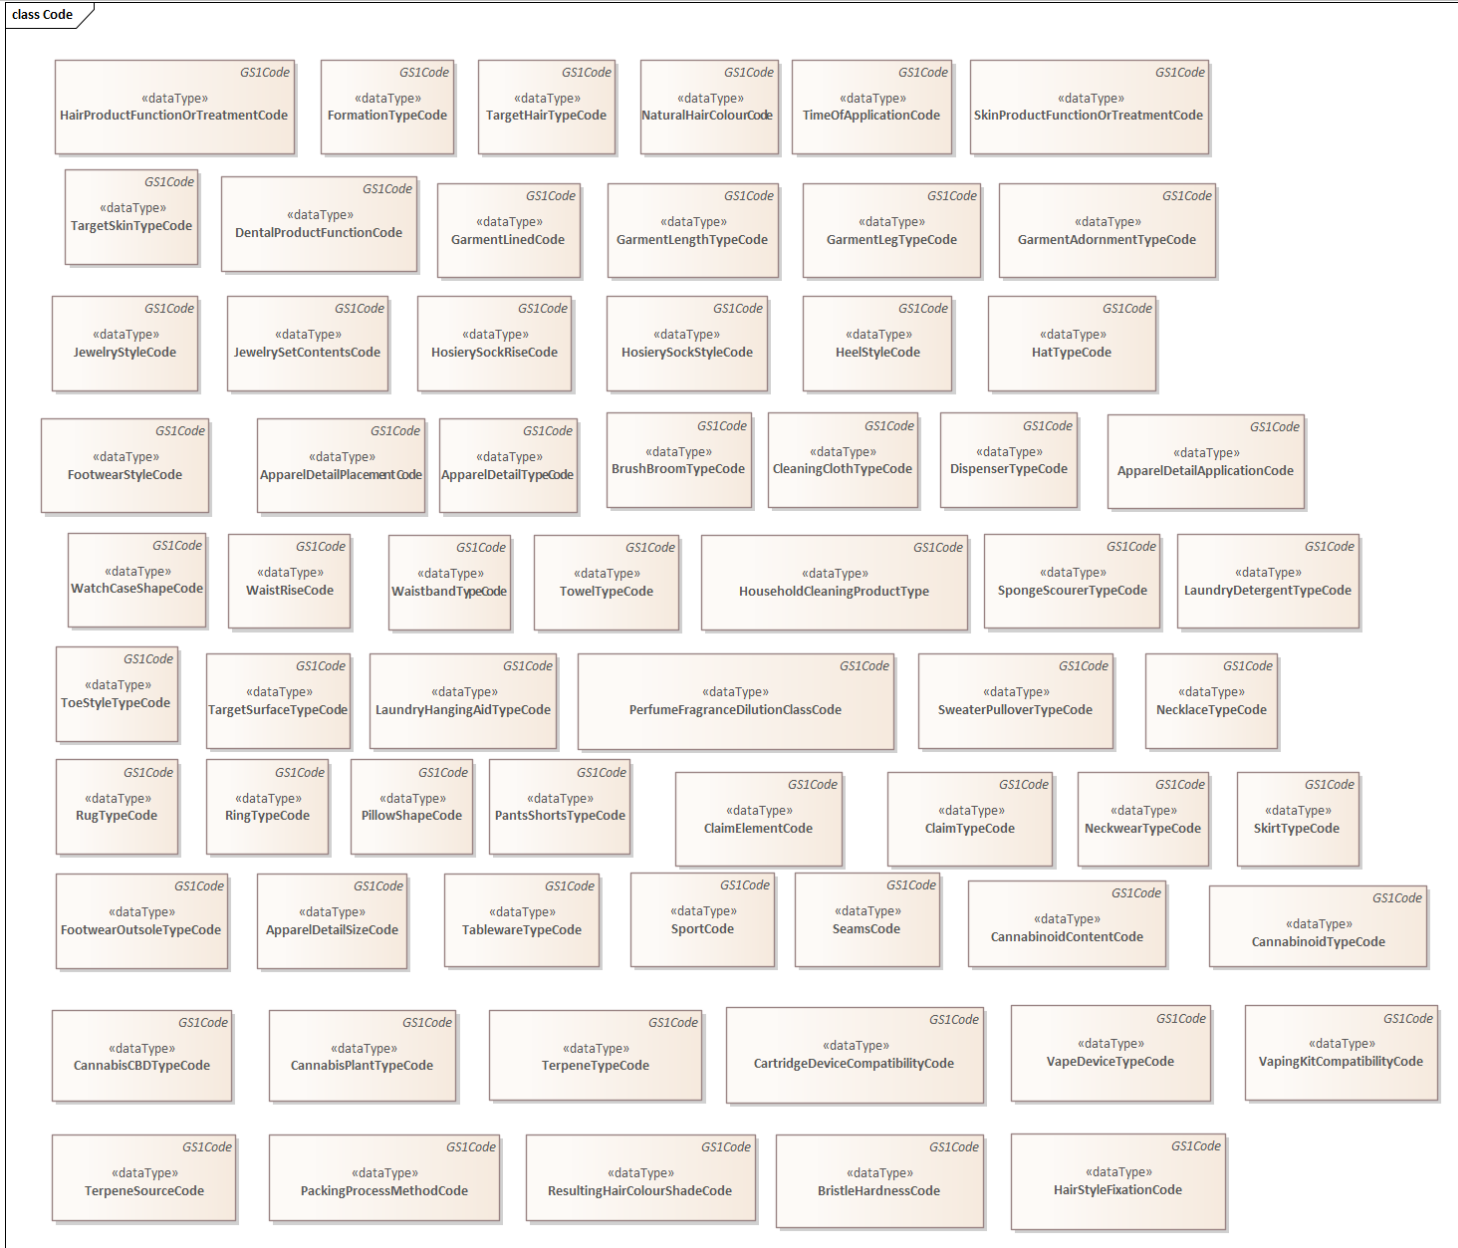 class Code
GS1Code
«dataType»
HairProductFunctionOrTreatmentCode
GS1Code
«dataType»
FormationTypeCode
GS1Code
«dataType»
TargetHairTypeCode
GS1Code
«dataType»
NaturalHairColourCode
GS1Code
«dataType»
TimeOfApplicationCode
GS1Code
«dataType»
SkinProductFunctionOrTreatmentCode
GS1Code
«dataType»
TargetSkinTypeCode
GS1Code
«dataType»
DentalProductFunctionCode
GS1Code
«dataType»
GarmentLinedCode
GS1Code
«dataType»
GarmentLengthTypeCode
GS1Code
«dataType»
GarmentLegTypeCode
GS1Code
«dataType»
GarmentAdornmentTypeCode
GS1Code
«dataType»
JewelryStyleCode
GS1Code
«dataType»
JewelrySetContentsCode
GS1Code
«dataType»
HosierySockRiseCode
GS1Code
«dataType»
HosierySockStyleCode
GS1Code
«dataType»
HeelStyleCode
GS1Code
«dataType»
HatTypeCode
GS1Code
«dataType»
FootwearStyleCode
GS1Code
«dataType»
ApparelDetailPlacementCode
GS1Code
«dataType»
ApparelDetailTypeCode
GS1Code
«dataType»
BrushBroomTypeCode
GS1Code
«dataType»
CleaningClothTypeCode
GS1Code
«dataType»
DispenserTypeCode
GS1Code
«dataType»
ApparelDetailApplicationCode
GS1Code
«dataType»
WatchCaseShapeCode
GS1Code
«dataType»
WaistRiseCode
GS1Code
«dataType»
WaistbandTypeCode
GS1Code
«dataType»
TowelTypeCode
GS1Code
«dataType»
HouseholdCleaningProductType
GS1Code
«dataType»
SpongeScourerTypeCode
GS1Code
«dataType»
LaundryDetergentTypeCode
GS1Code
«dataType»
ToeStyleTypeCode
GS1Code
«dataType»
TargetSurfaceTypeCode
GS1Code
«dataType»
LaundryHangingAidTypeCode
GS1Code
«dataType»
PerfumeFragranceDilutionClassCode
GS1Code
«dataType»
SweaterPulloverTypeCode
GS1Code
«dataType»
NecklaceTypeCode
GS1Code
«dataType»
RugTypeCode
GS1Code
«dataType»
RingTypeCode
GS1Code
«dataType»
PillowShapeCode
GS1Code
«dataType»
PantsShortsTypeCode
GS1Code
«dataType»
ClaimElementCode
GS1Code
«dataType»
ClaimTypeCode
GS1Code
«dataType»
NeckwearTypeCode
GS1Code
«dataType»
SkirtTypeCode
GS1Code
«dataType»
FootwearOutsoleTypeCode
GS1Code
«dataType»
ApparelDetailSizeCode
GS1Code
«dataType»
TablewareTypeCode
GS1Code
«dataType»
SportCode
GS1Code
«dataType»
SeamsCode
GS1Code
«dataType»
CannabinoidContentCode
GS1Code
«dataType»
CannabinoidTypeCode
GS1Code
«dataType»
CannabisCBDTypeCode
GS1Code
«dataType»
CannabisPlantTypeCode
GS1Code
«dataType»
TerpeneTypeCode
GS1Code
«dataType»
CartridgeDeviceCompatibilityCode
GS1Code
«dataType»
VapeDeviceTypeCode
GS1Code
«dataType»
VapingKitCompatibilityCode
GS1Code
«dataType»
TerpeneSourceCode
GS1Code
«dataType»
PackingProcessMethodCode
GS1Code
«dataType»
ResultingHairColourShadeCode
GS1Code
«dataType»
BristleHardnessCode
GS1Code
«dataType»
HairStyleFixationCode